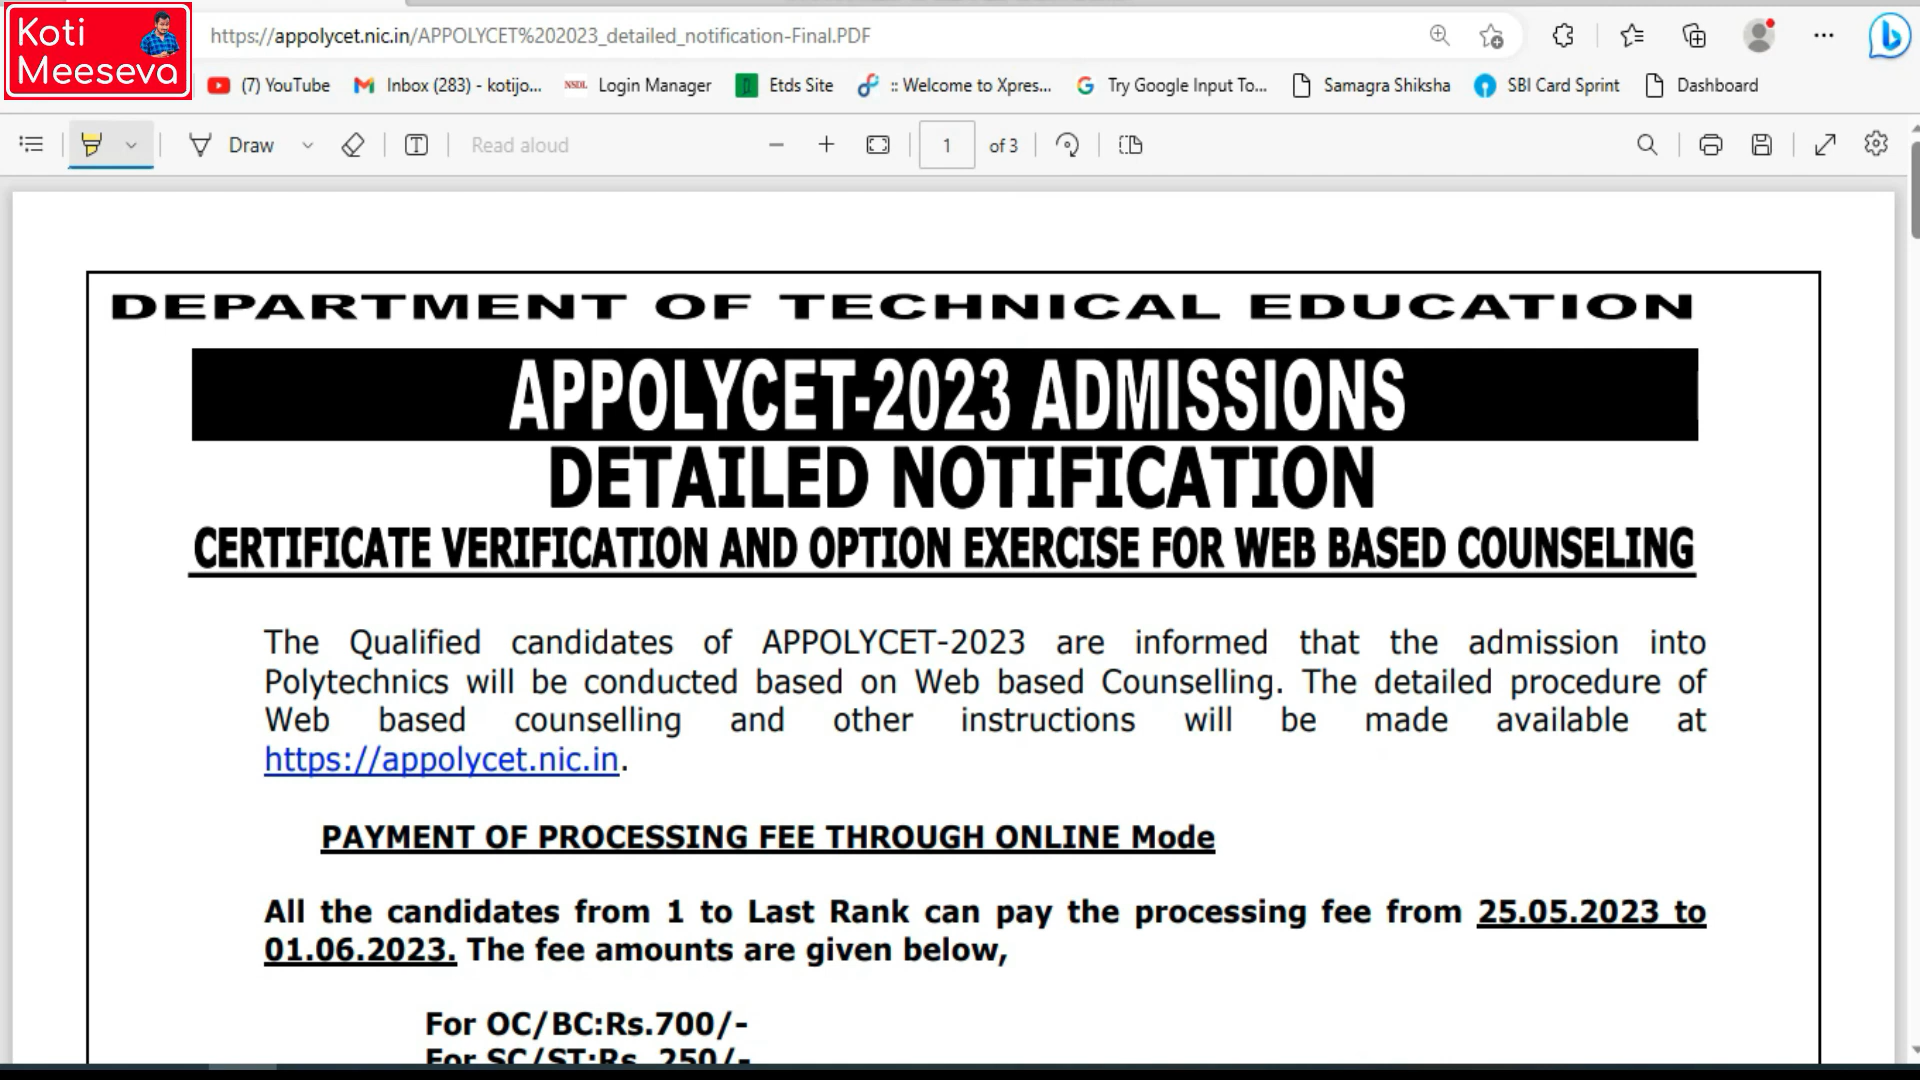 Koti
Meeseva
https://appolycet.nic.in/APPOLYCET%202023_detailed_notification-Final.PDF
(7) YouTube
Inbox (283) - kotijo...
NSDL Login Manager
Etds Site
:: Welcome to Xpres...
Try Google Input To...
Samagra Shiksha
SBI Card Sprint
Dashboard
Draw
Read aloud
1 of 3
DEPARTMENT OF TECHNICAL EDUCATION
APPOLYCET-2023 ADMISSIONS
DETAILED NOTIFICATION
CERTIFICATE VERIFICATION AND OPTION EXERCISE FOR WEB BASED COUNSELING
The Qualified candidates of APPOLYCET-2023 are informed that the admission into
Polytechnics will be conducted based on Web based Counselling. The detailed procedure of
Web based counselling and other instructions will be made available at
https://appolycet.nic.in.
PAYMENT OF PROCESSING FEE THROUGH ONLINE Mode
All the candidates from 1 to Last Rank can pay the processing fee from 25.05.2023 to
01.06.2023. The fee amounts are given below,
For OC/BC:Rs.700/-
For SC/ST:Rs. 250/-